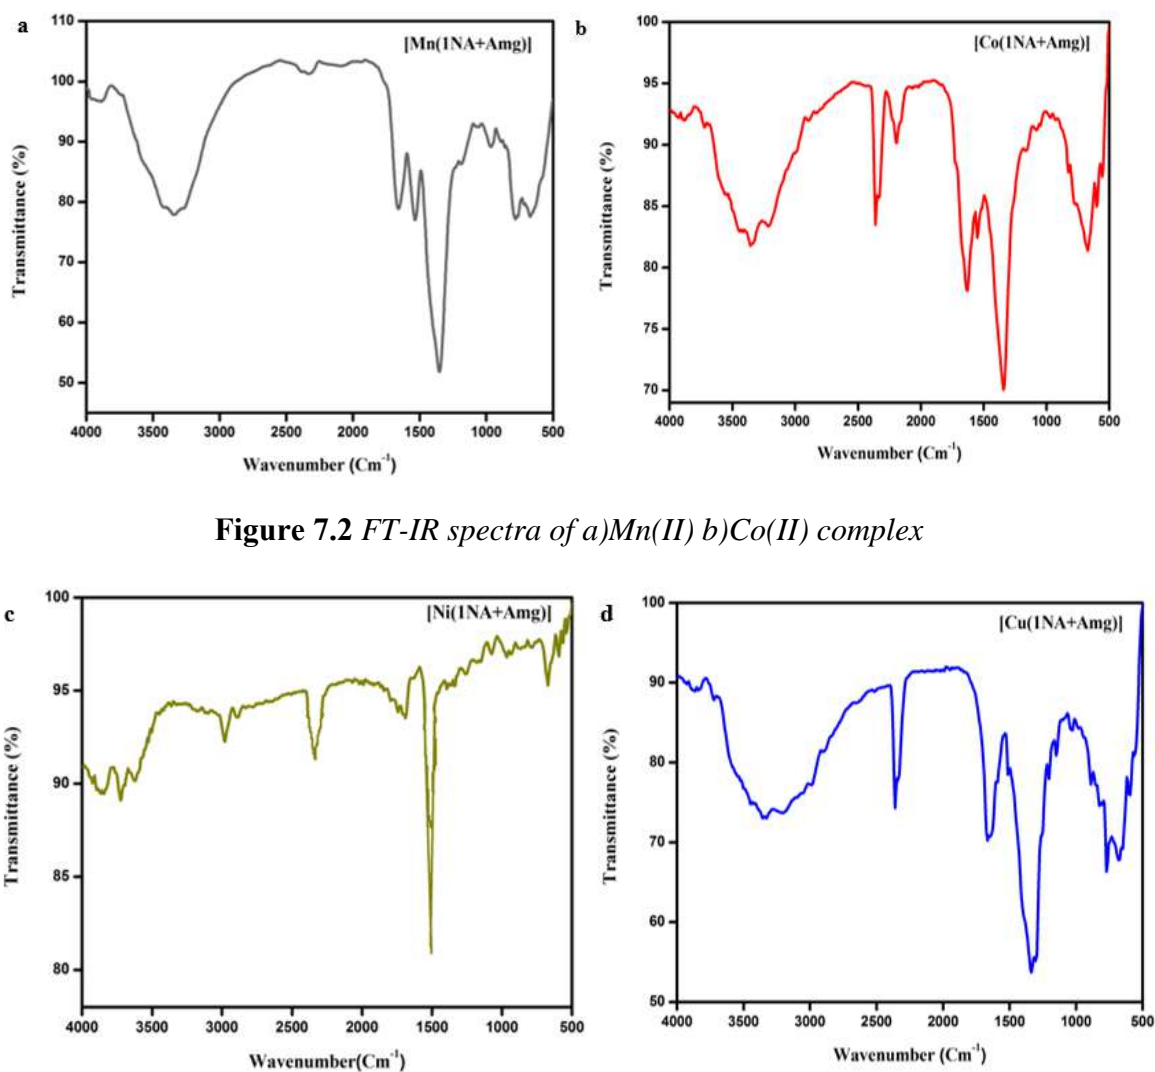 a
[Mn(1NA+Amg)]
Transmittance (%)
110
100
90
80
70
60
50
4000 3500 3000 2500 2000 1500 1000 500
Wavenumber (Cm⁻¹)
b
[Co(1NA+Amg)]
Transmittance (%)
100
95
90
85
80
75
70
4000 3500 3000 2500 2000 1500 1000 500
Wavenumber (Cm⁻¹)
Figure 7.2 FT-IR spectra of a)Mn(II) b)Co(II) complex
c
[Ni(1NA+Amg)]
Transmittance (%)
100
95
90
85
80
4000 3500 3000 2500 2000 1500 1000 500
Wavenumber(Cm⁻¹)
d
[Cu(1NA+Amg)]
Transmittance (%)
100
90
80
70
60
50
4000 3500 3000 2500 2000 1500 1000 500
Wavenumber (Cm⁻¹)